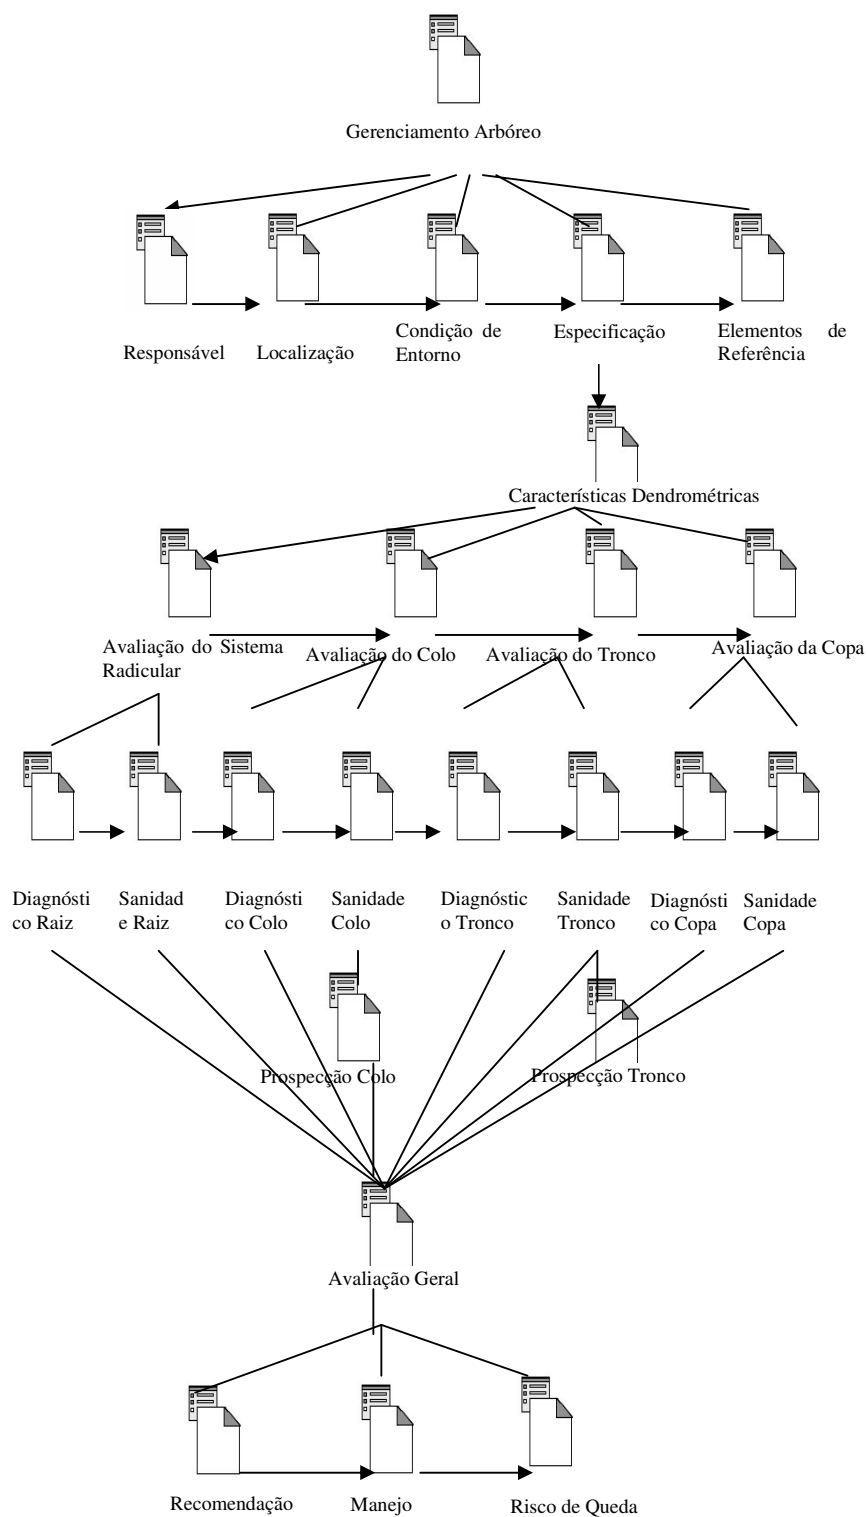 Gerenciamento Arbóreo
Responsável
Localização
Condição de
Entorno
Especificação
Elementos de
Referência
Características Dendrométricas
Avaliação do Sistema
Radicular
Avaliação do Colo
Avaliação do Tronco
Avaliação da Copa
Diagnósti
co Raiz
Sanidad
e Raiz
Diagnósti
co Colo
Sanidade
Colo
Diagnóstic
o Tronco
Sanidade
Tronco
Diagnósti
co Copa
Sanidade
Copa
Prospecção Colo
Prospecção Tronco
Avaliação Geral
Recomendação
Manejo
Risco de Queda